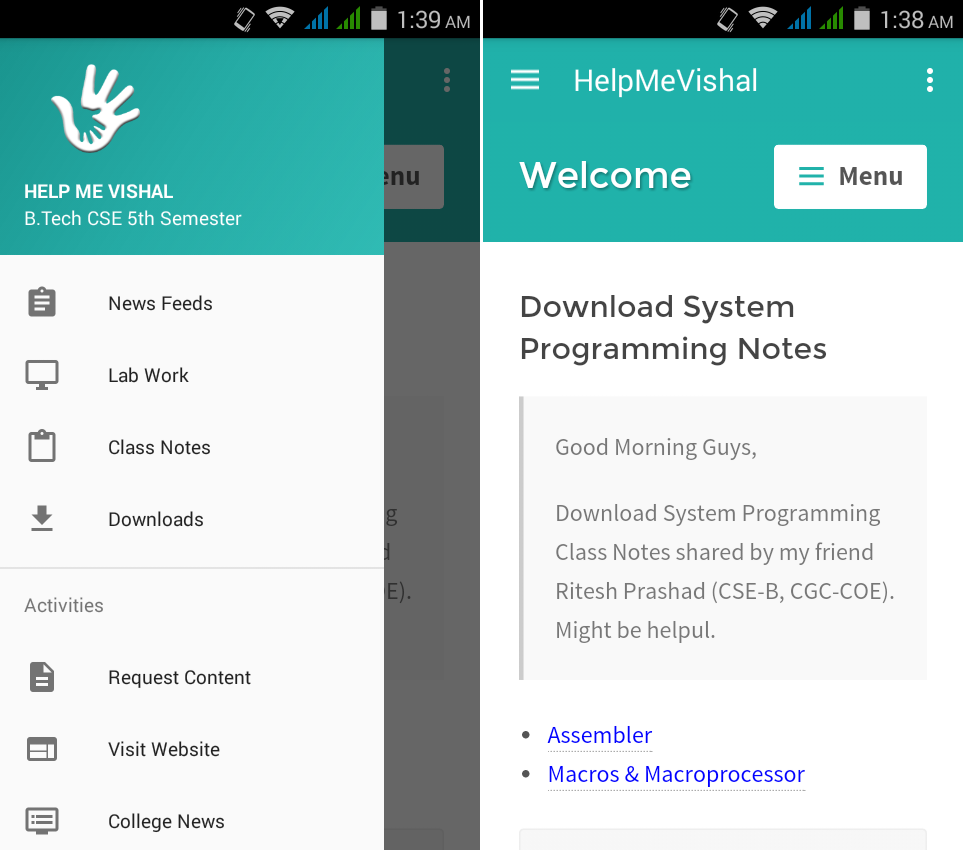 1:39 AM
HELP ME VISHAL
B.Tech CSE 5th Semester
enu
News Feeds
Lab Work
Class Notes
Downloads
g
d
E).
Activities
Request Content
Visit Website
College News
1:38 AM
HelpMeVishal
Welcome
Menu
Download System
Programming Notes
Good Morning Guys,
Download System Programming
Class Notes shared by my friend
Ritesh Prashad (CSE-B, CGC-COE).
Might be helpul.
Assembler
Macros & Macroprocessor